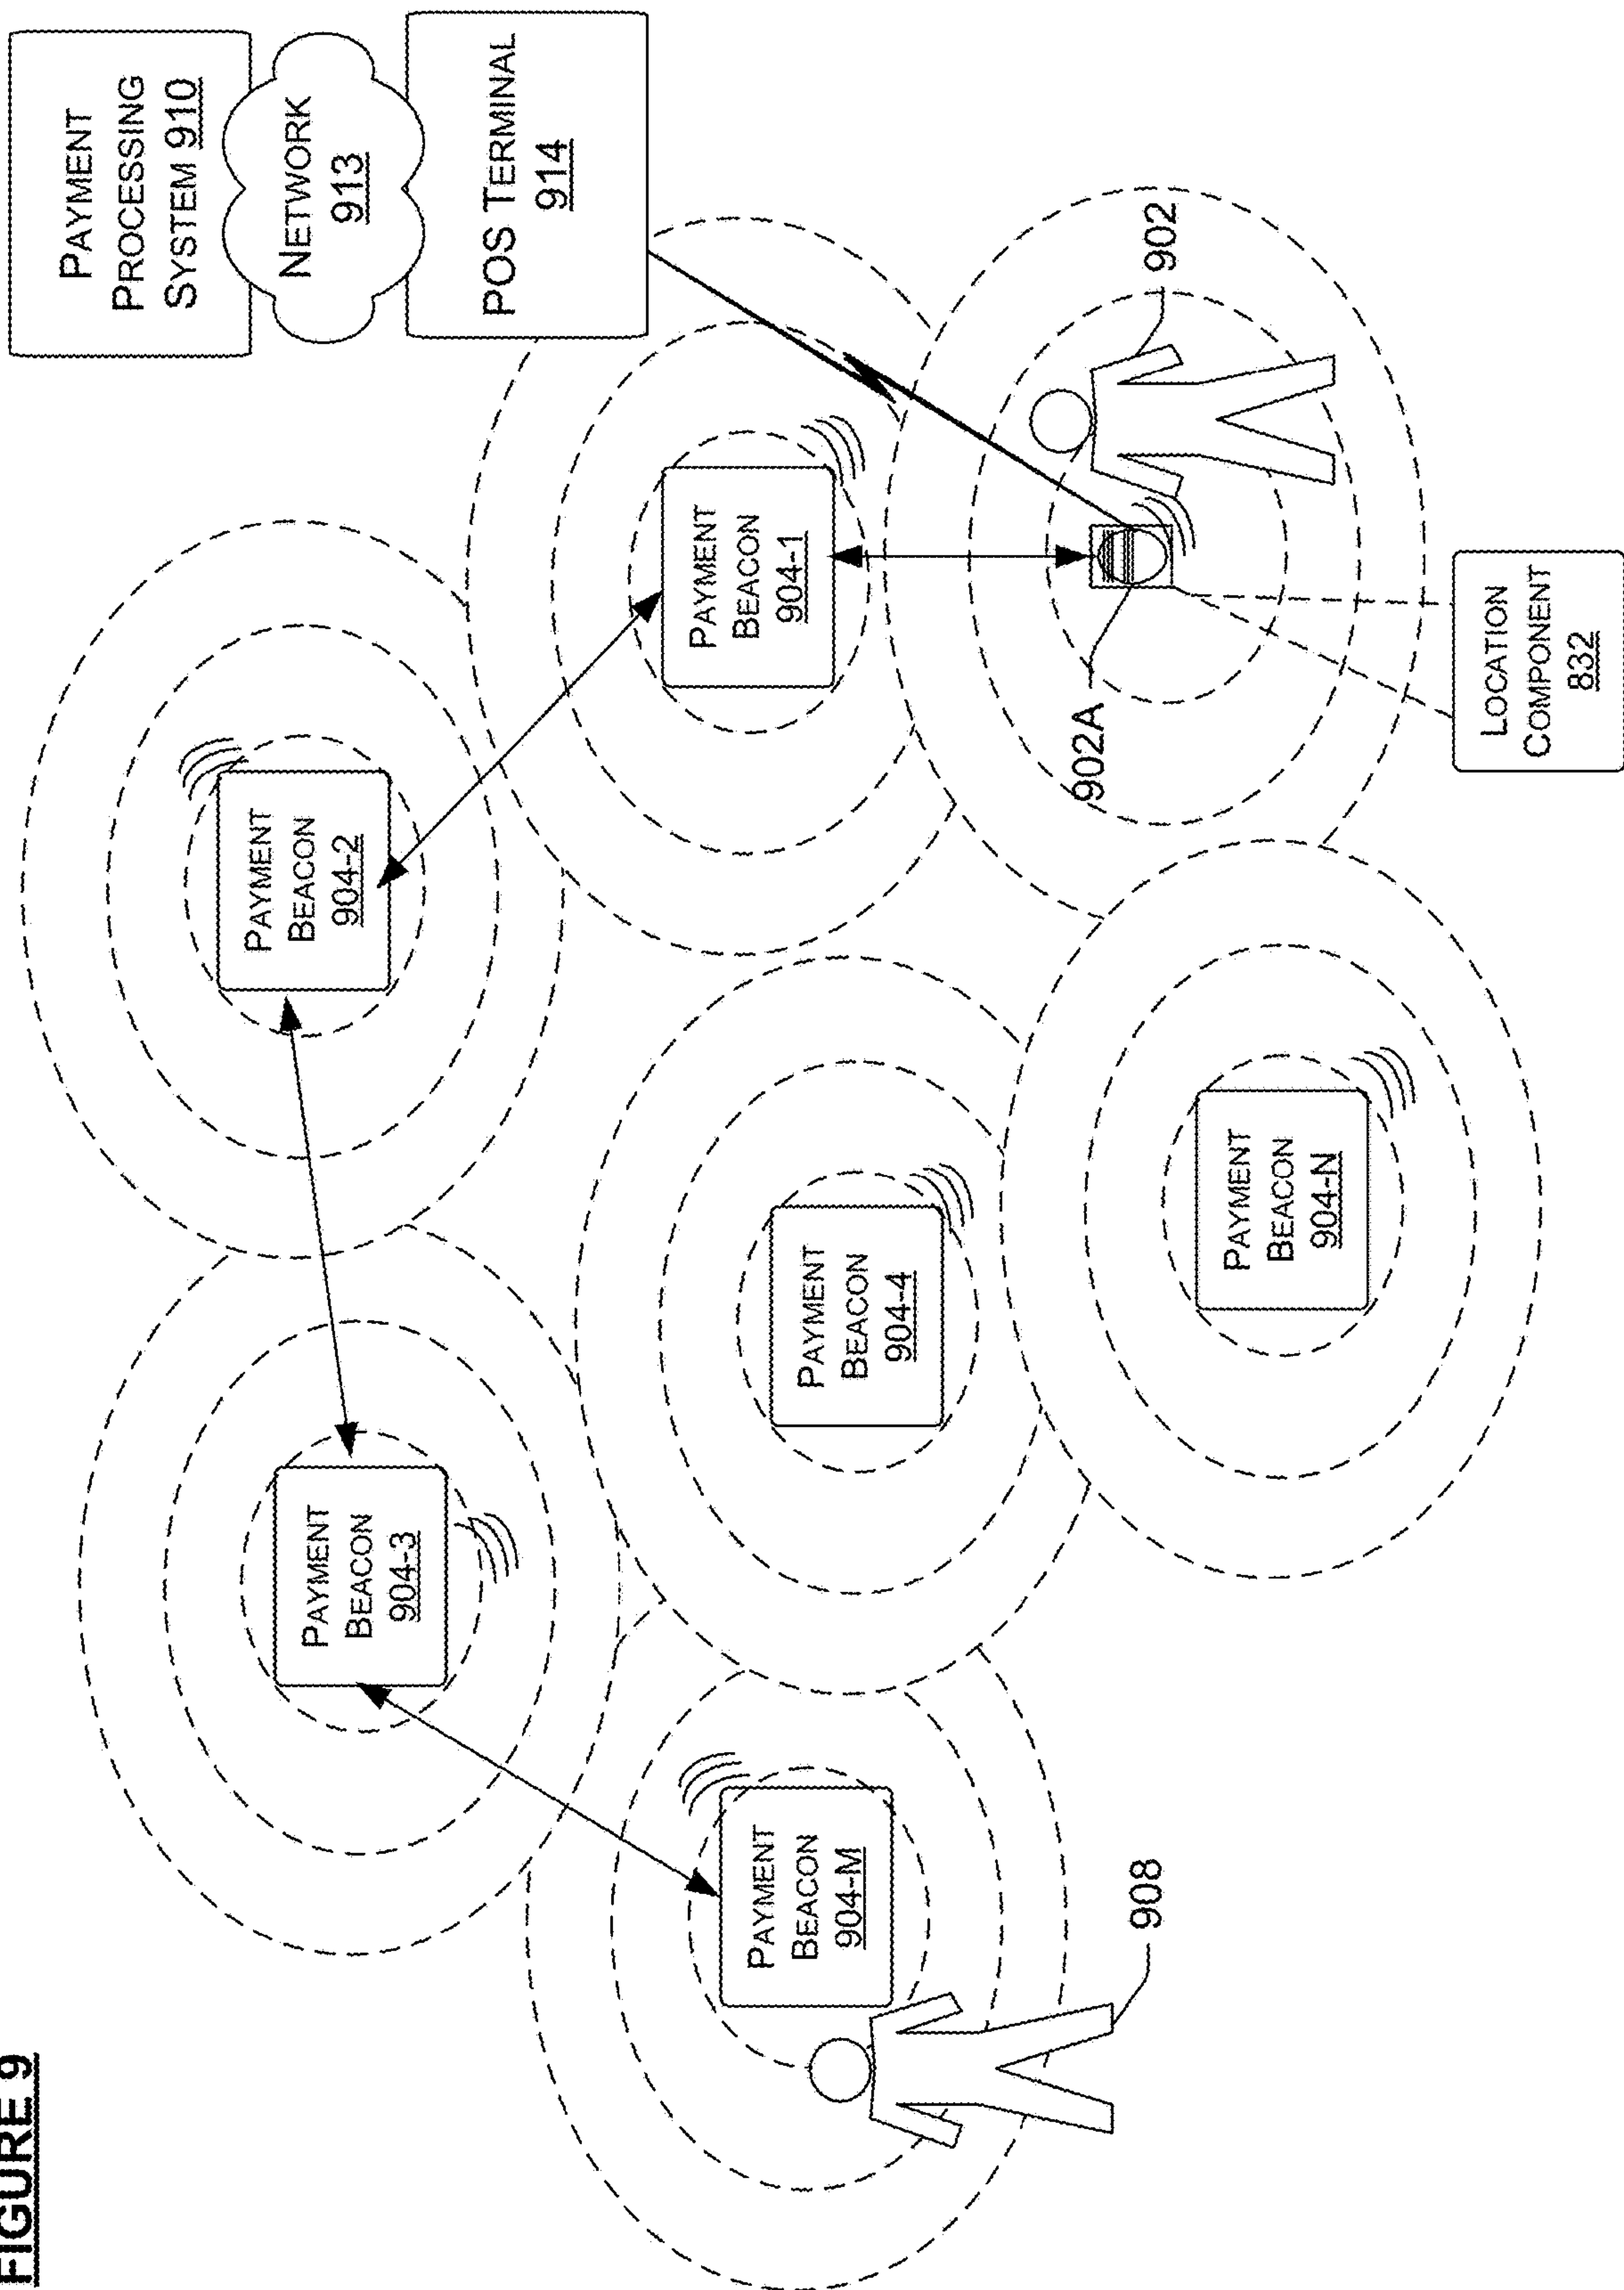 PAYMENT
PROCESSING
SYSTEM 910
NETWORK
913
POS TERMINAL
914
PAYMENT
BEACON
904-2
PAYMENT
BEACON
904-1
902
902A
LOCATION
COMPONENT
832
PAYMENT
BEACON
904-3
PAYMENT
BEACON
904-4
PAYMENT
BEACON
904-N
PAYMENT
BEACON
904-M
908
FIGURE 9